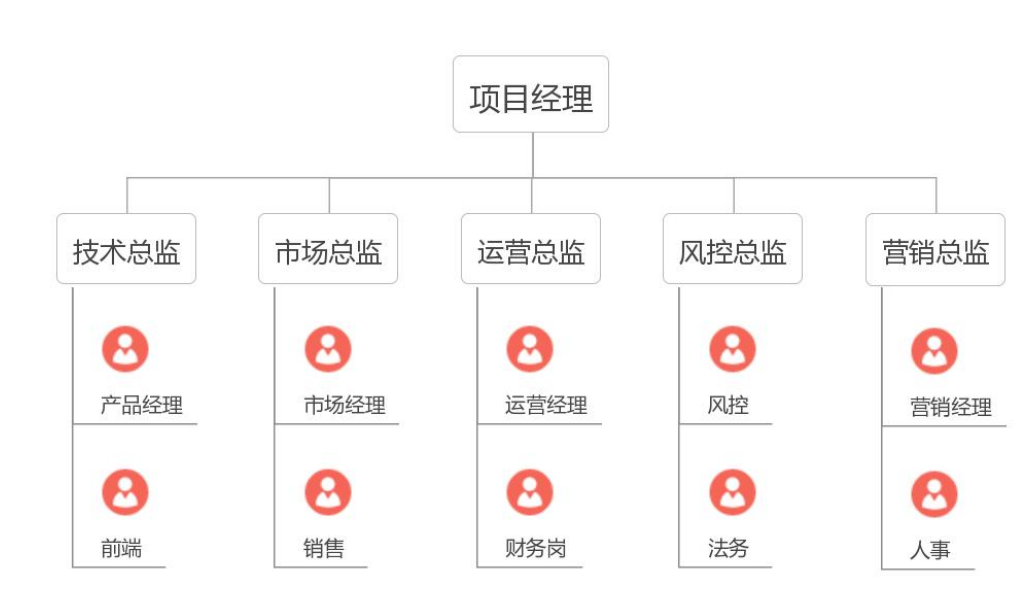 项目经理
技术总监
市场总监
运营总监
风控总监
营销总监
产品经理
市场经理
运营经理
风控
营销经理
前端
销售
财务岗
法务
人事